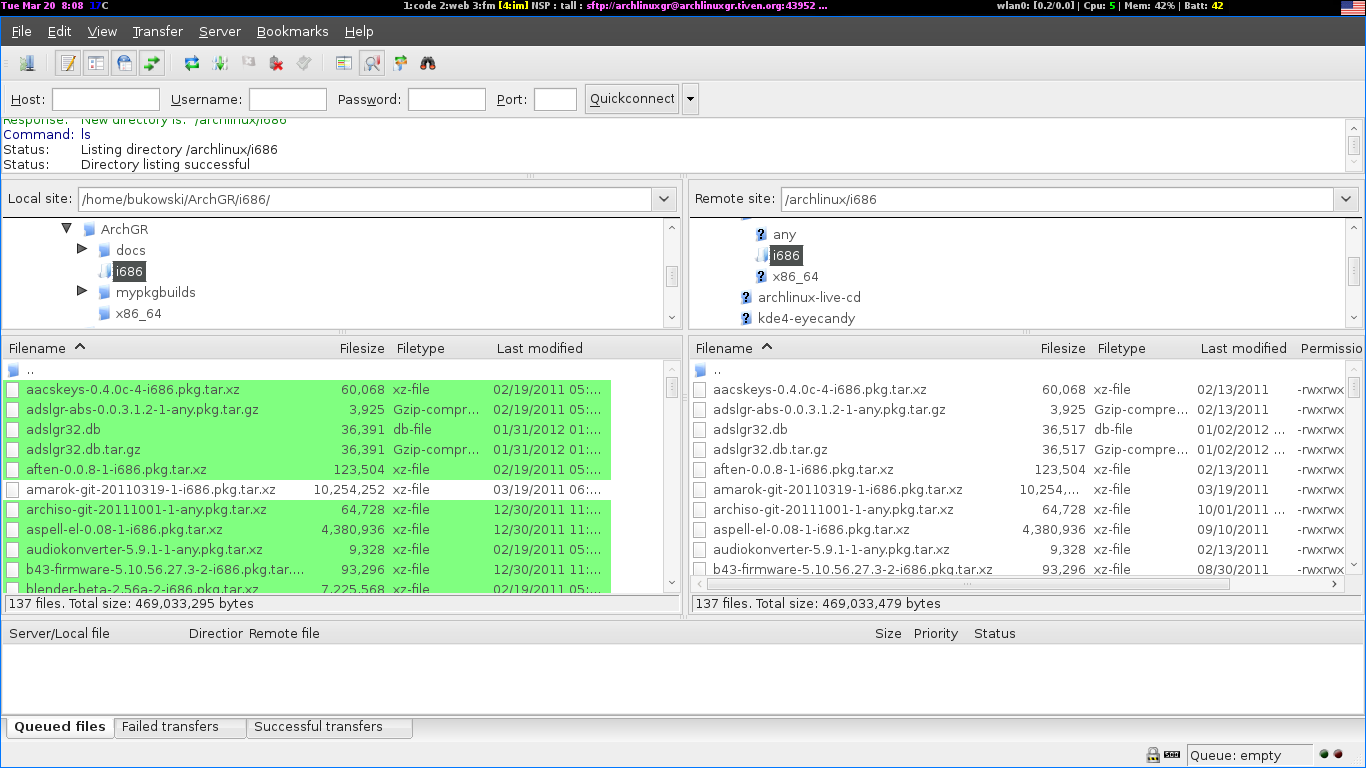 Tue Mar 20 8:08 17C 1:code 2:web 3:fm [4:im] NSP : tall : sftp://archlinuxgr@archlinuxgr.tiven.org:43952 ... wlan0: [0.2/0.0] | Cpu: 5 | Mem: 42% | Batt: 42
File Edit View Transfer Server Bookmarks Help
Host: Username: Password: Port: Quickconnect
Response: New directory is: "/archlinux/i686"
Command: ls
Status: Listing directory /archlinux/i686
Status: Directory listing successful
Local site: /home/bukowski/ArchGR/i686/
ArchGR
docs
i686
mypkgbuilds
x86_64
Filename Filesize Filetype Last modified
..
aacskeys-0.4.0c-4-i686.pkg.tar.xz 60,068 xz-file 02/19/2011 05:...
adslgr-abs-0.0.3.1.2-1-any.pkg.tar.gz 3,925 Gzip-compr... 02/19/2011 05:...
adslgr32.db 36,391 db-file 01/31/2012 01:...
adslgr32.db.tar.gz 36,391 Gzip-compr... 01/31/2012 01:...
aften-0.0.8-1-i686.pkg.tar.xz 123,504 xz-file 02/19/2011 05:...
amarok-git-20110319-1-i686.pkg.tar.xz 10,254,252 xz-file 03/19/2011 06:...
archiso-git-20111001-1-any.pkg.tar.xz 64,728 xz-file 12/30/2011 11:...
aspell-el-0.08-1-i686.pkg.tar.xz 4,380,936 xz-file 12/30/2011 11:...
audiokonverter-5.9.1-1-any.pkg.tar.xz 9,328 xz-file 02/19/2011 05:...
b43-firmware-5.10.56.27.3-2-i686.pkg.tar.... 93,296 xz-file 12/30/2011 11:...
blender-beta-2.56a-2-i686.pkg.tar.xz 7,225,568 xz-file 02/19/2011 05:...
137 files. Total size: 469,033,295 bytes
Remote site: /archlinux/i686
any
i686
x86_64
archlinux-live-cd
kde4-eyecandy
Filename Filesize Filetype Last modified Permissio
..
aacskeys-0.4.0c-4-i686.pkg.tar.xz 60,068 xz-file 02/13/2011 -rwxrwx
adslgr-abs-0.0.3.1.2-1-any.pkg.tar.gz 3,925 Gzip-compre... 02/13/2011 -rwxrwx
adslgr32.db 36,517 db-file 01/02/2012 ... -rwxrwx
adslgr32.db.tar.gz 36,517 Gzip-compre... 01/02/2012 ... -rwxrwx
aften-0.0.8-1-i686.pkg.tar.xz 123,504 xz-file 02/13/2011 -rwxrwx
amarok-git-20110319-1-i686.pkg.tar.xz 10,254,... xz-file 03/19/2011 -rwxrwx
archiso-git-20111001-1-any.pkg.tar.xz 64,728 xz-file 10/01/2011 ... -rwxrwx
aspell-el-0.08-1-i686.pkg.tar.xz 4,380,936 xz-file 09/10/2011 -rwxrwx
audiokonverter-5.9.1-1-any.pkg.tar.xz 9,328 xz-file 02/13/2011 -rwxrwx
b43-firmware-5.10.56.27.3-2-i686.pkg.tar.xz 93,296 xz-file 08/30/2011 -rwxrwx
137 files. Total size: 469,033,479 bytes
Server/Local file Direction Remote file Size Priority Status
Queued files Failed transfers Successful transfers
Queue: empty